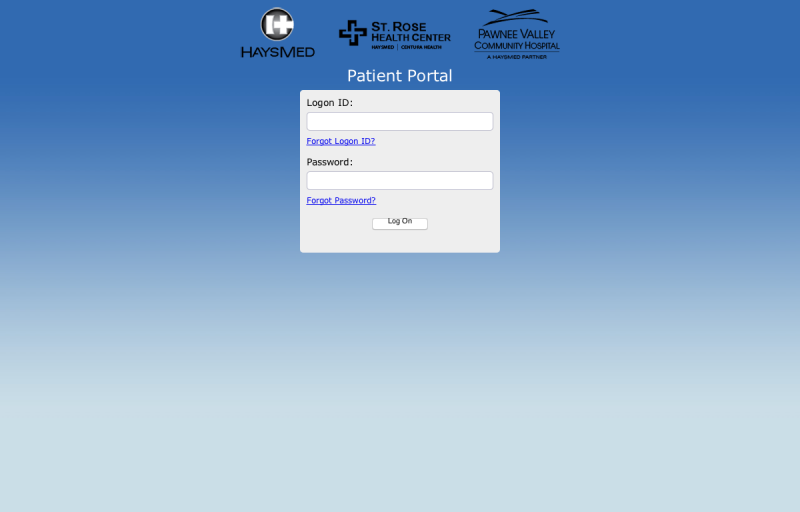 HAYSMED
ST. ROSE
HEALTH CENTER
HAYSMED | CENTURA HEALTH
PAWNEE VALLEY
COMMUNITY HOSPITAL
A HAYSMED PARTNER
Patient Portal
Logon ID:
Forgot Logon ID?
Password:
Forgot Password?
Log On